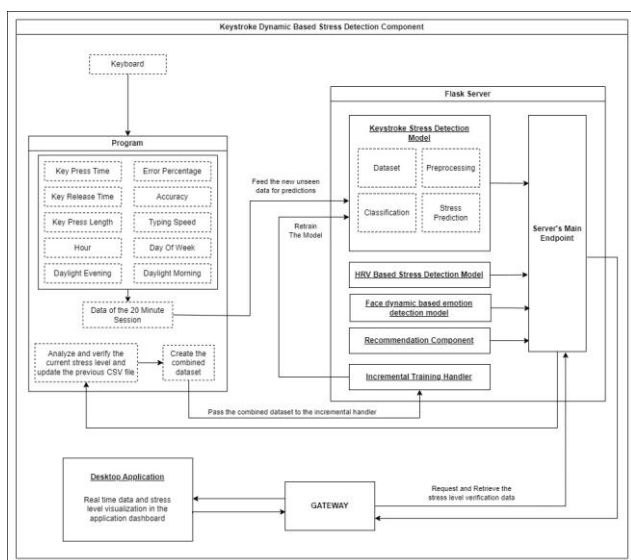 Keystroke Dynamic Based Stress Detection Component
Keyboard
Program
Key Press Time
Error Percentage
Key Release Time
Accuracy
Key Press Length
Typing Speed
Hour
Day Of Week
Daylight Evening
Daylight Morning
Data of the 20 Minute
Session
Analyze and verify the
current stress level and
update the previous CSV file
Create the
combined
dataset
Feed the new unseen
data for predictions
Retrain
The Model
Pass the combined dataset to the incremental handler
Flask Server
Keystroke Stress Detection
Model
Dataset
Preprocessing
Classification
Stress
Prediction
HRV Based Stress Detection Model
Face dynamic based emotion
detection model
Recommendation Component
Incremental Training Handler
Server's Main
Endpoint
Desktop Application
Real time data and stress
level visualization in the
application dashboard
GATEWAY
Request and Retrieve the
stress level verification data